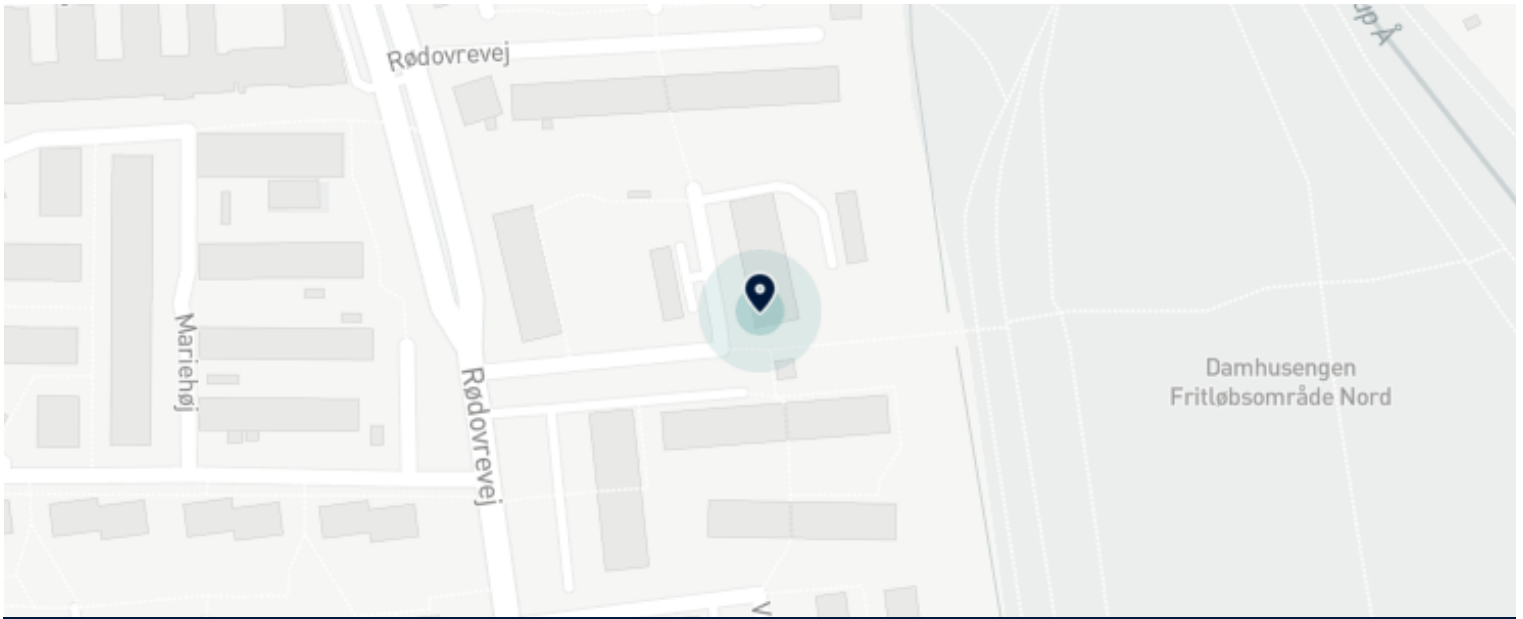 Rødovrevej
Mariehøj
Rødovrevej
Damhusengen
Fritløbsområde Nord